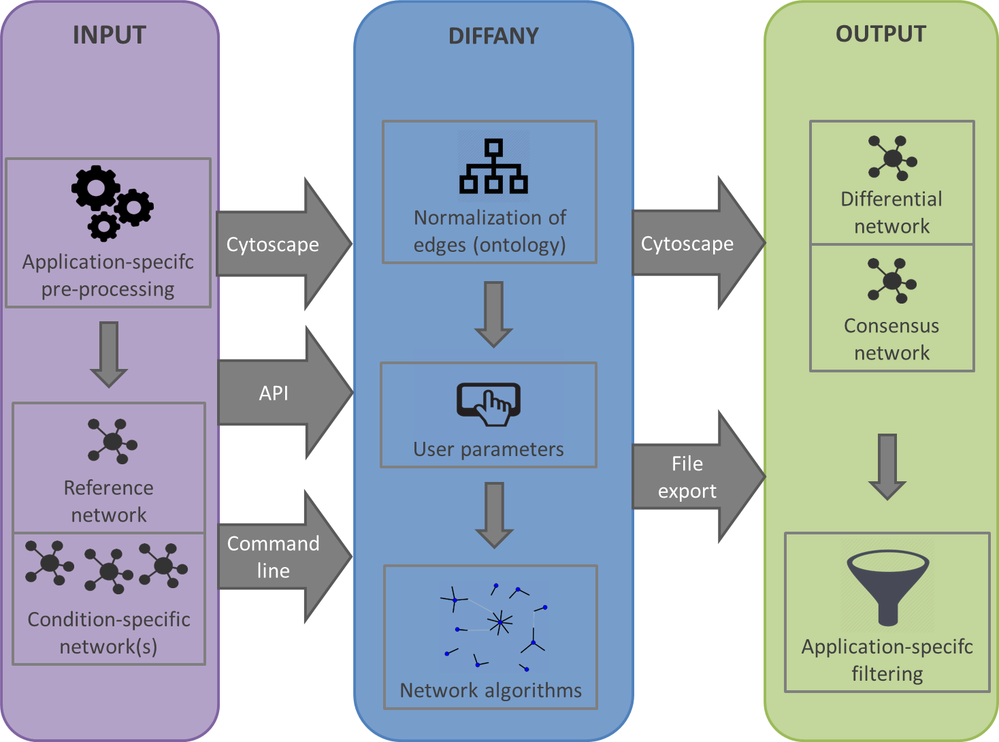 INPUT
Application-specifc
pre-processing
Reference
network
Condition-specific
network(s)
Cytoscape
API
Command
line
DIFFANY
Normalization of
edges (ontology)
User parameters
Network algorithms
Cytoscape
File
export
OUTPUT
Differential
network
Consensus
network
Application-specifc
filtering